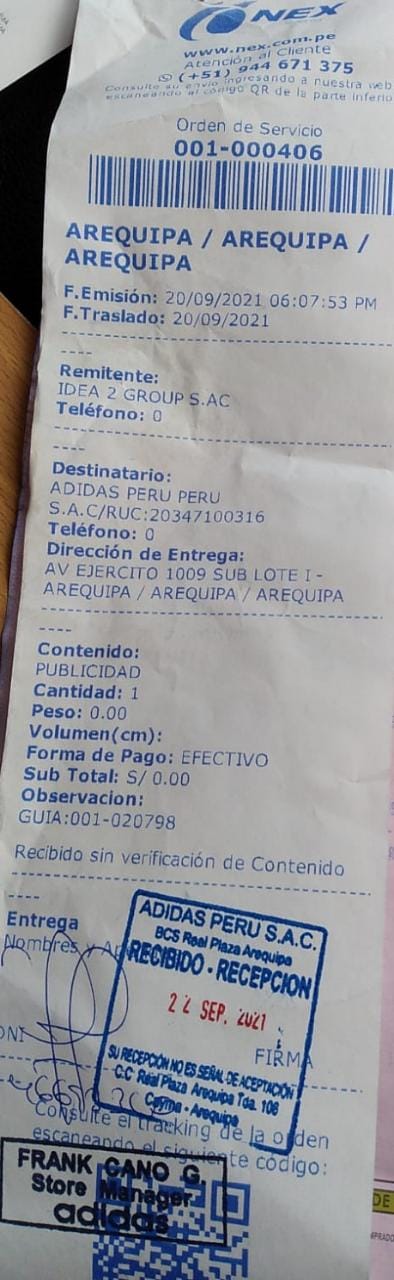 NEX
www.nex.com.pe
Atención al Cliente
(+51) 944 671 375
Consulte su envío ingresando a nuestra web
escaneando el código QR de la parte inferio
Orden de Servicio
001-000406
AREQUIPA / AREQUIPA /
AREQUIPA
F.Emisión: 20/09/2021 06:07:53 PM
F.Traslado: 20/09/2021
----
Remitente:
IDEA 2 GROUP S.AC
Teléfono: 0
----
Destinatario:
ADIDAS PERU PERU
S.A.C/RUC:20347100316
Teléfono: 0
Dirección de Entrega:
AV EJERCITO 1009 SUB LOTE I -
AREQUIPA / AREQUIPA / AREQUIPA
----
Contenido:
PUBLICIDAD
Cantidad: 1
Peso: 0.00
Volumen(cm):
Forma de Pago: EFECTIVO
Sub Total: S/ 0.00
Observacion:
GUIA:001-020798
Recibido sin verificación de Contenido
----
Entrega
Nombres y Ap
ADIDAS PERU S.A.C.
BCS Real Plaza Arequipa
RECIBIDO - RECEPCION
22 SEP. 2021
DNI
FIRMA
SU RECEPCIÓN NO ES SEÑAL DE ACEPTACIÓN
C.C Real Plaza Arequipa Tda. 106
Cayma - Arequipa
Consulte el tracking de la orden
escaneando el siguiente código:
FRANK CANO G.
Store Manager
adidas
DE